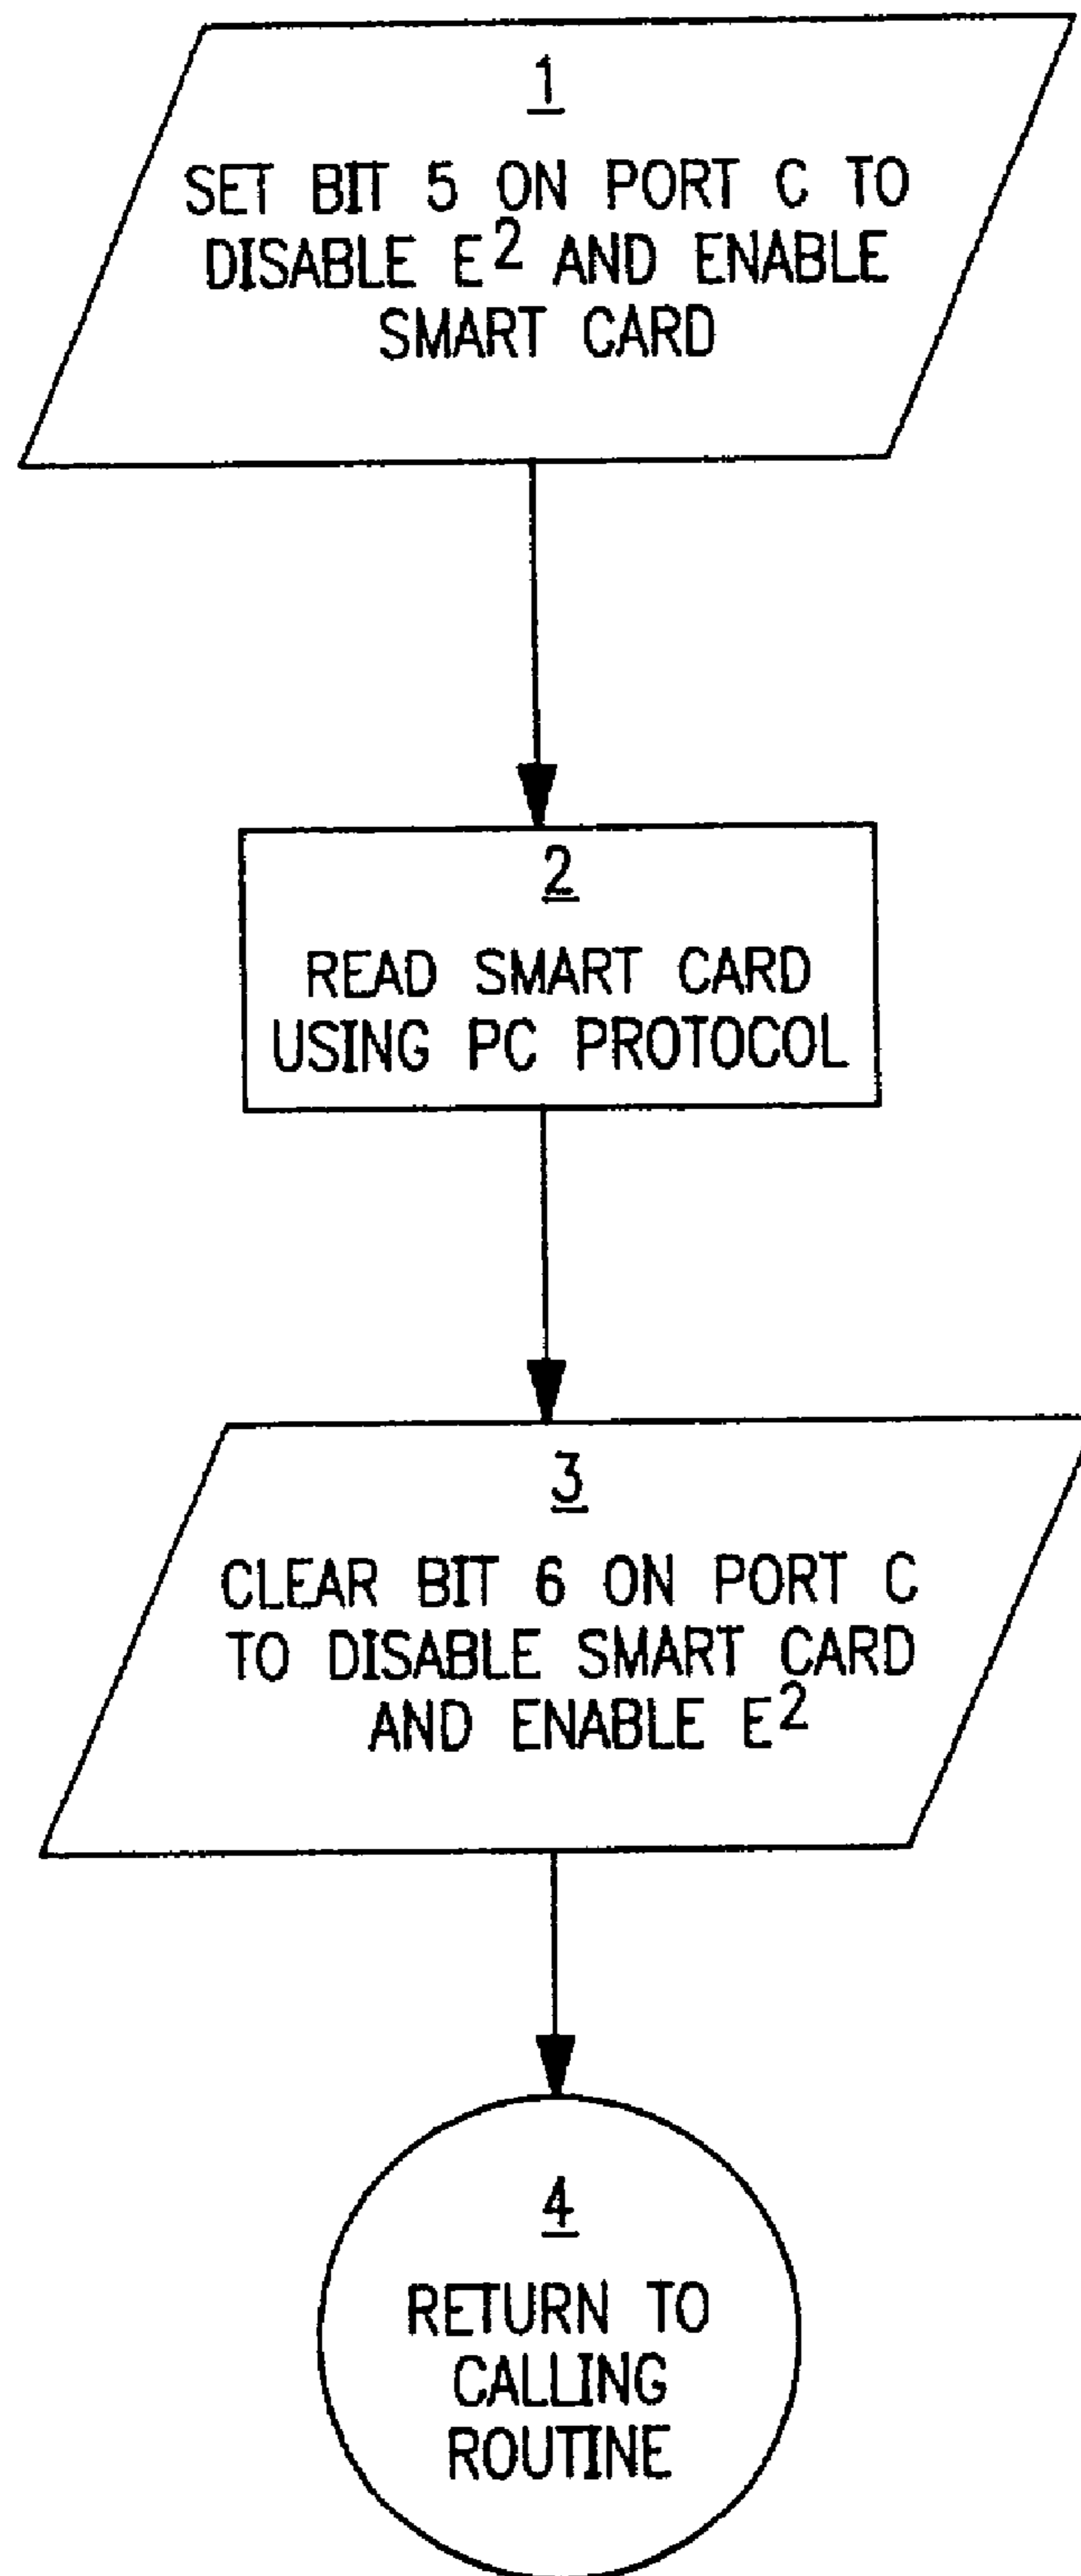 1
SET BIT 5 ON PORT C TO
DISABLE E² AND ENABLE
SMART CARD
2
READ SMART CARD
USING PC PROTOCOL
3
CLEAR BIT 6 ON PORT C
TO DISABLE SMART CARD
AND ENABLE E²
4
RETURN TO
CALLING
ROUTINE